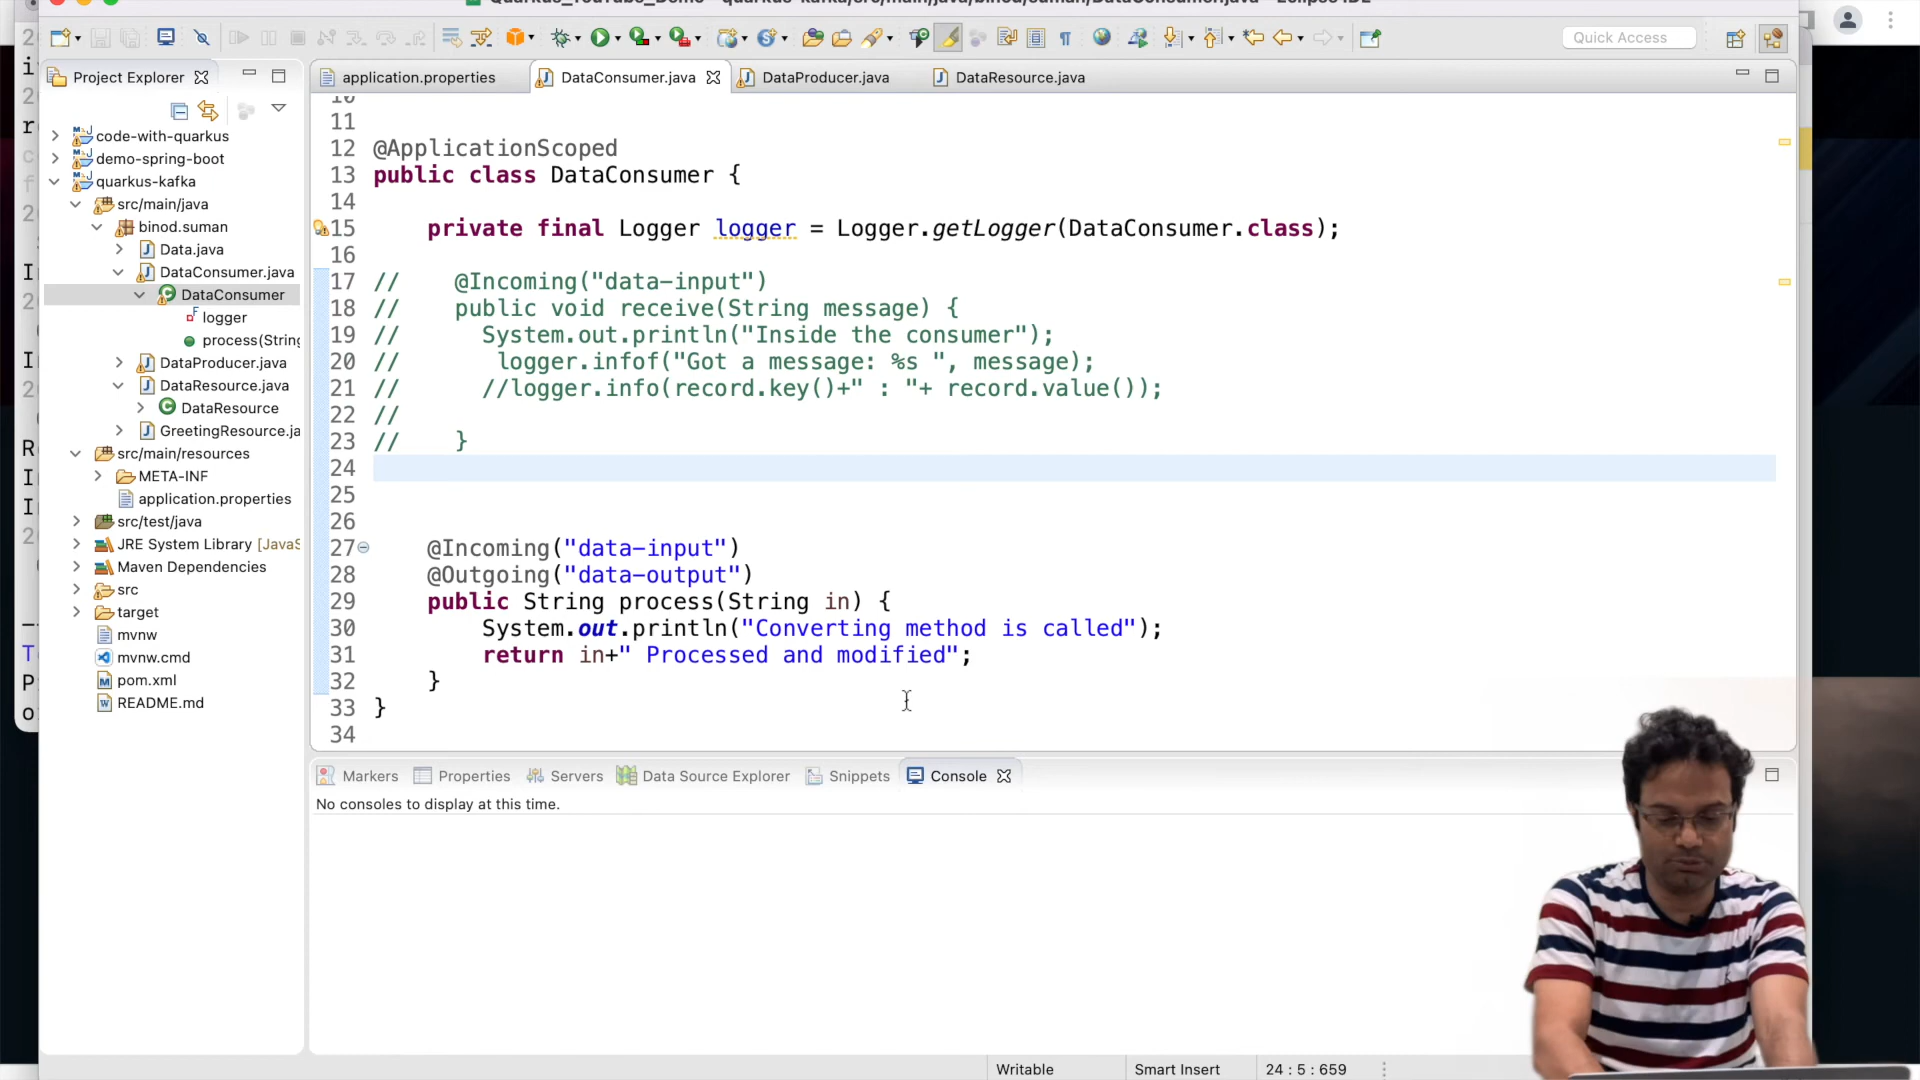 Quick Access
Project Explorer
application.properties
DataConsumer.java
DataProducer.java
DataResource.java
code-with-quarkus
demo-spring-boot
quarkus-kafka
src/main/java
binod.suman
Data.java
DataConsumer.java
DataConsumer
logger
process(String
DataProducer.java
DataResource.java
DataResource
GreetingResource.ja
src/main/resources
META-INF
application.properties
src/test/java
JRE System Library [JavaS
Maven Dependencies
src
target
mvnw
mvnw.cmd
pom.xml
README.md
10
11
12 @ApplicationScoped
13 public class DataConsumer {
14
15 private final Logger logger = Logger.getLogger(DataConsumer.class);
16
17 // @Incoming("data-input")
18 // public void receive(String message) {
19 // System.out.println("Inside the consumer");
20 // logger.infof("Got a message: %s ", message);
21 // //logger.info(record.key()+" : "+ record.value());
22 //
23 // }
24
25
26
27 @Incoming("data-input")
28 @Outgoing("data-output")
29 public String process(String in) {
30 System.out.println("Converting method is called");
31 return in+" Processed and modified";
32 }
33 }
34
Markers
Properties
Servers
Data Source Explorer
Snippets
Console
No consoles to display at this time.
Writable
Smart Insert
24 : 5 : 659